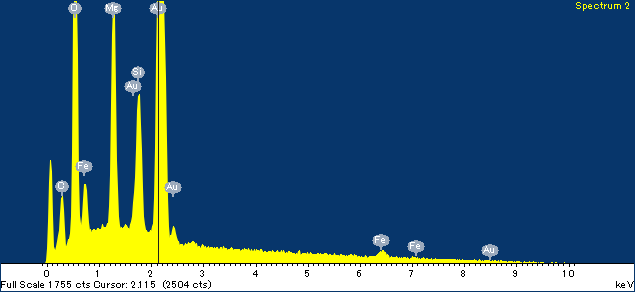 Spectrum 2
O Mg Au
Si
Au
Fe
O Au
Fe Fe Au
0 1 2 3 4 5 6 7 8 9 10
Full Scale 1755 cts Cursor: 2.115 (2504 cts) keV